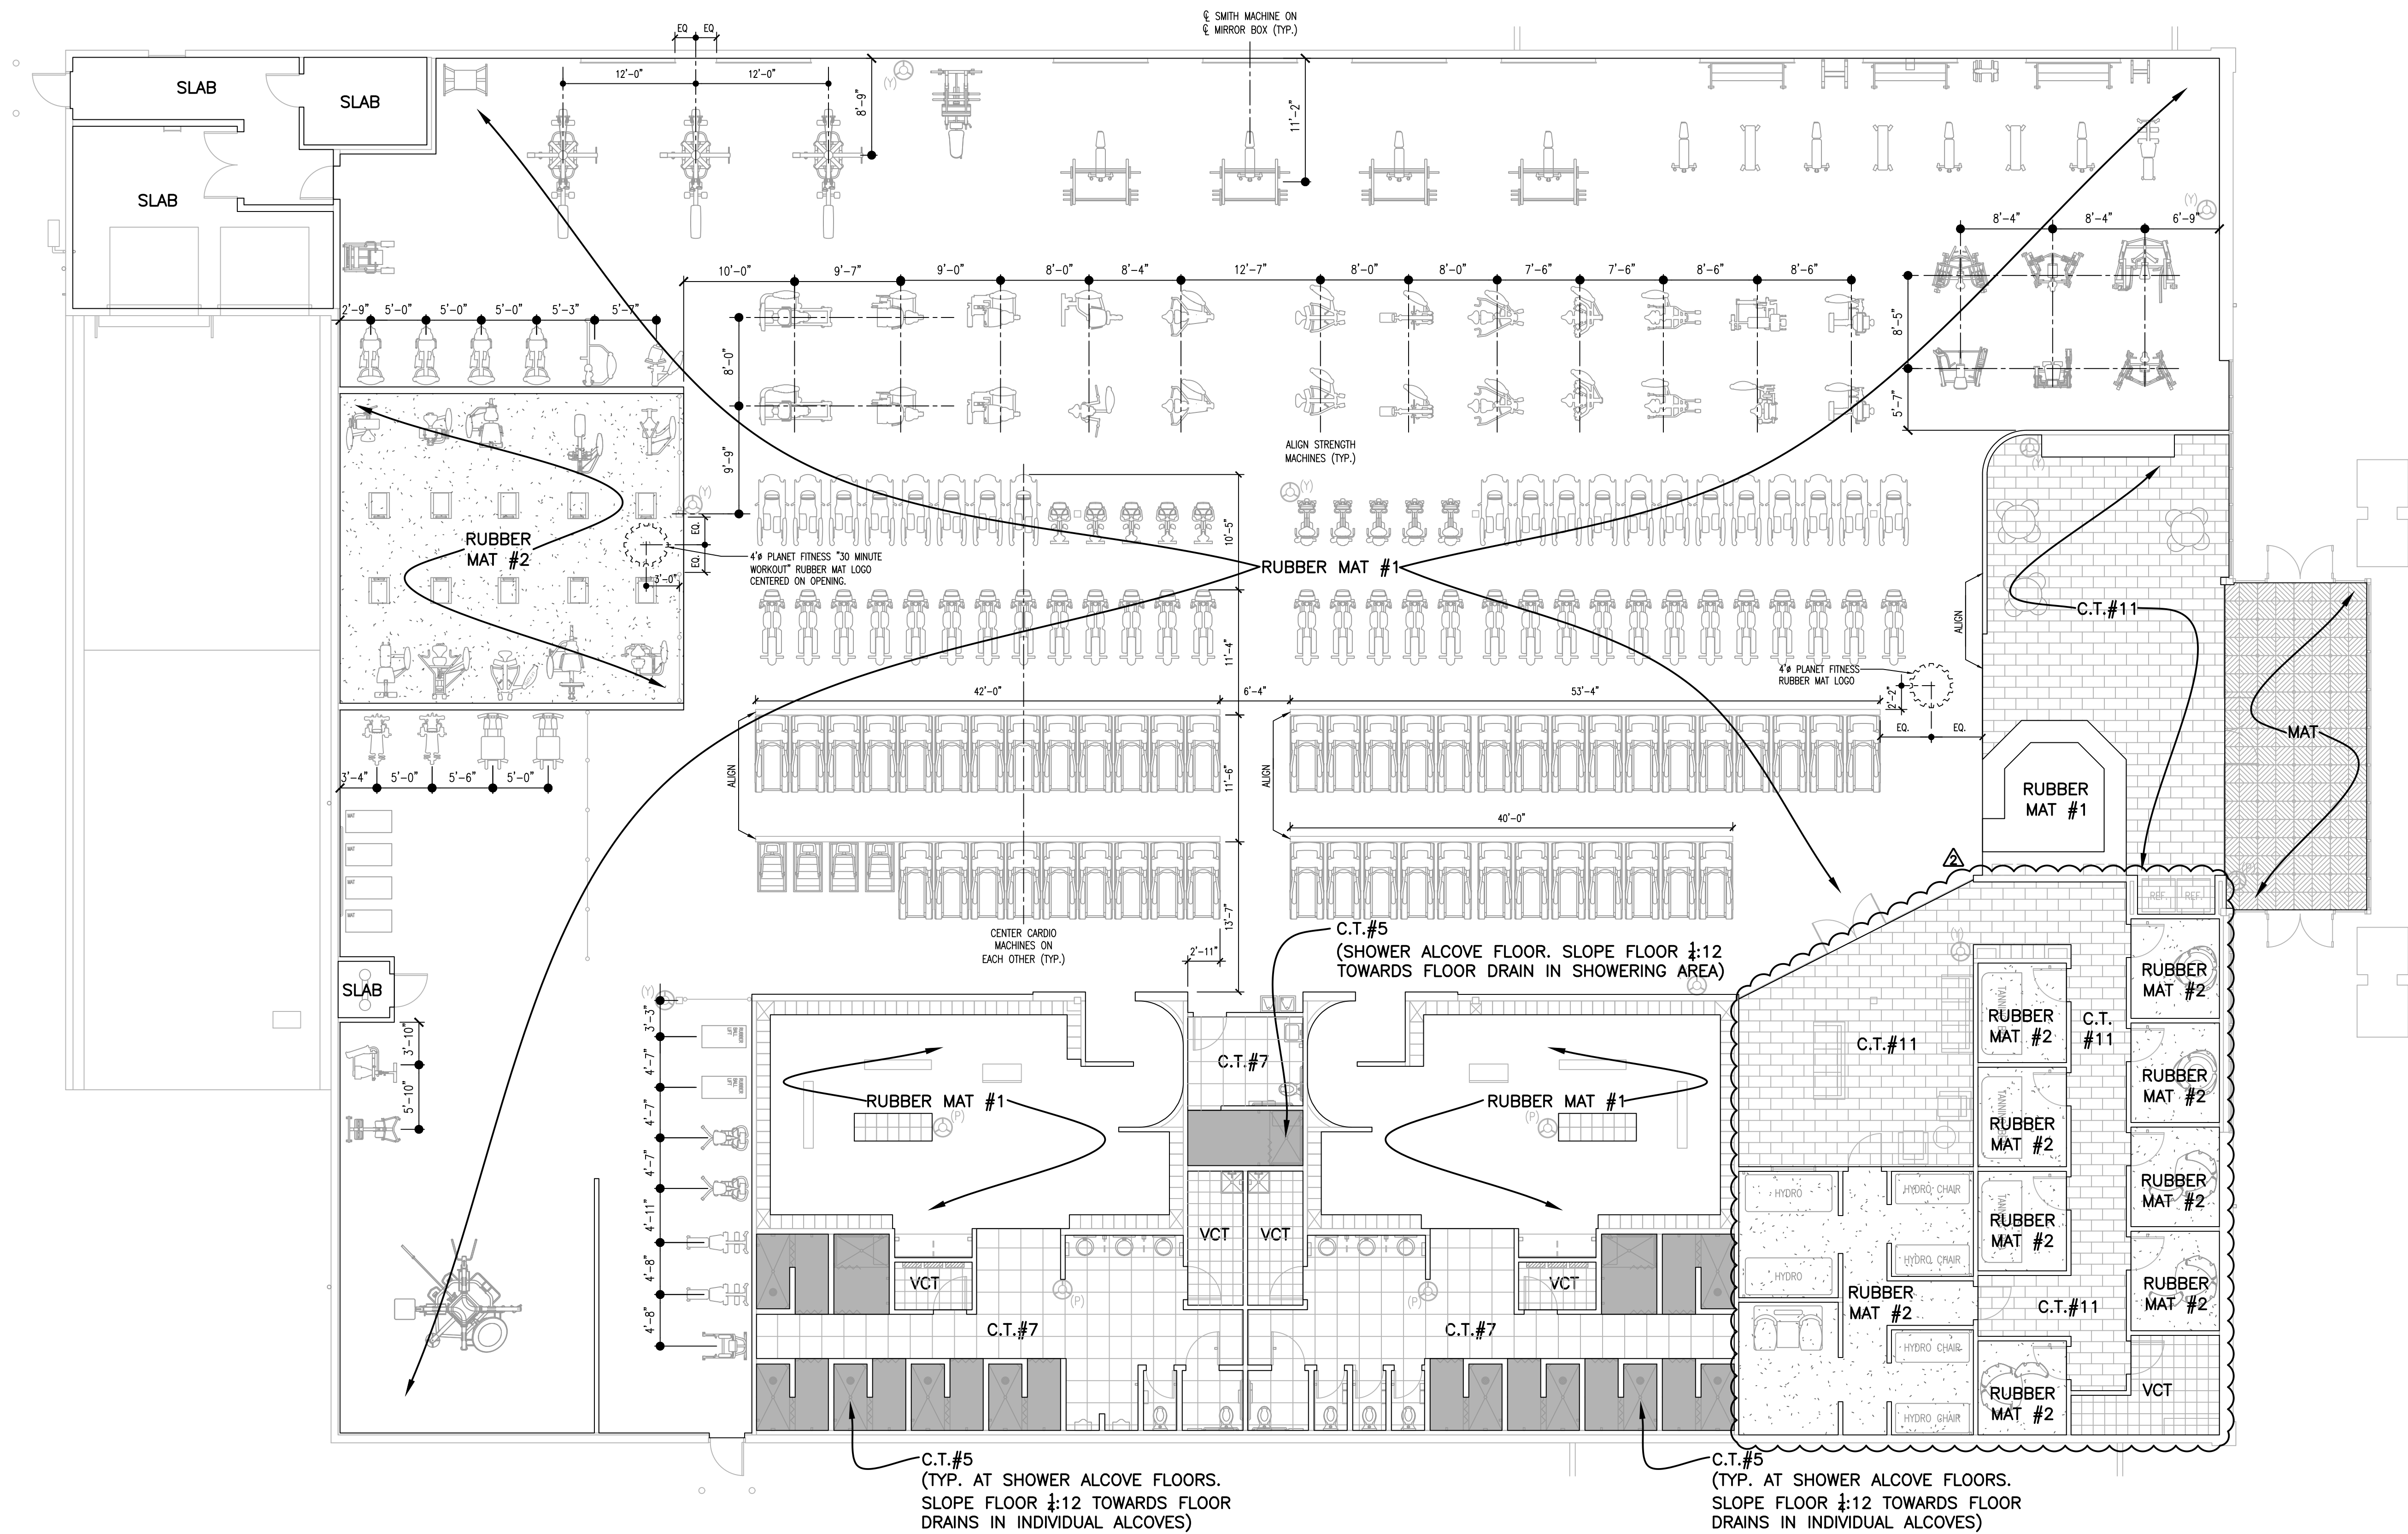 ℄ SMITH MACHINE ON
℄ MIRROR BOX (TYP.)
EQ EQ
12'-0" 12'-0"
8'-9"
(Y)
11'-2"
SLAB
SLAB
SLAB
(Y)
8'-4" 8'-4" 6'-9"
10'-0" 9'-7" 9'-0" 8'-0" 8'-4" 12'-7" 8'-0" 8'-0" 7'-6" 7'-6" 8'-6" 8'-6"
2'-9" 5'-0" 5'-0" 5'-0" 5'-3" 5'-7"
8'-5"
8'-0"
5'-7"
9'-9"
ALIGN STRENGTH
MACHINES (TYP.)
(Y)
(Y)
(Y)
RUBBER
MAT #2
EQ.
EQ.
3'-0"
4'ø PLANET FITNESS "30 MINUTE
WORKOUT" RUBBER MAT LOGO
CENTERED ON OPENING.
10'-5"
RUBBER MAT #1
C.T.#11
ALIGN
11'-4"
4'ø PLANET FITNESS
RUBBER MAT LOGO
2'-2"
EQ. EQ.
42'-0" 6'-4" 53'-4"
MAT
3'-4" 5'-0" 5'-6" 5'-0"
ALIGN
ALIGN
11'-6"
RUBBER
MAT #1
MAT
MAT
MAT
MAT
40'-0"
2
13'-7"
REF. REF.
CENTER CARDIO
MACHINES ON
EACH OTHER (TYP.)
2'-11"
C.T.#5
(SHOWER ALCOVE FLOOR. SLOPE FLOOR ¼:12
TOWARDS FLOOR DRAIN IN SHOWERING AREA)
(Y)
SLAB
(Y)
(Y)
3'-10"
5'-10"
3'-3"
4'-7"
4'-7"
4'-7"
4'-11"
4'-8"
4'-8"
RUBBER MAT #1
(P)
C.T.#7
RUBBER MAT #1
(P)
C.T.#11
RUBBER
MAT #2
C.T.
#11
RUBBER
MAT #2
RUBBER
MAT #2
RUBBER
MAT #2
RUBBER
MAT #2
RUBBER
MAT #2
HYDRO
HYDRO CHAIR
HYDRO
HYDRO CHAIR
VCT VCT
VCT
VCT
(P)
(P)
RUBBER
MAT #2
C.T.#11
RUBBER
MAT #2
C.T.#7
C.T.#7
HYDRO CHAIR
HYDRO CHAIR
RUBBER
MAT #2
VCT
C.T.#5
(TYP. AT SHOWER ALCOVE FLOORS.
SLOPE FLOOR ¼:12 TOWARDS FLOOR
DRAINS IN INDIVIDUAL ALCOVES)
C.T.#5
(TYP. AT SHOWER ALCOVE FLOORS.
SLOPE FLOOR ¼:12 TOWARDS FLOOR
DRAINS IN INDIVIDUAL ALCOVES)